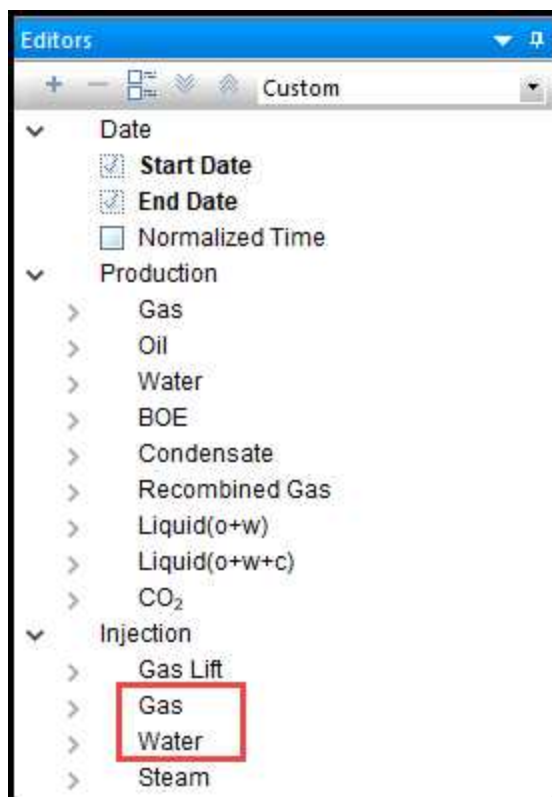 Editors
Custom
Date
Start Date
End Date
Normalized Time
Production
Gas
Oil
Water
BOE
Condensate
Recombined Gas
Liquid(o+w)
Liquid(o+w+c)
CO₂
Injection
Gas Lift
Gas
Water
Steam